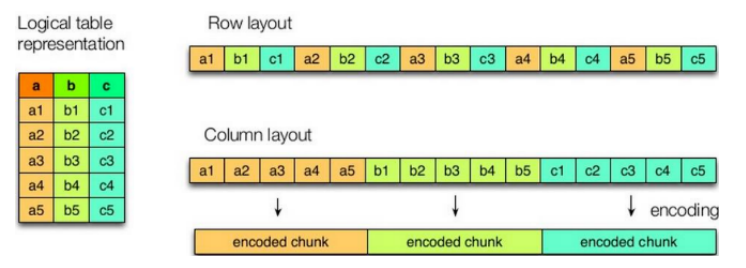 Logical table
representation
a b c
a1 b1 c1
a2 b2 c2
a3 b3 c3
a4 b4 c4
a5 b5 c5
Row layout
a1 b1 c1 a2 b2 c2 a3 b3 c3 a4 b4 c4 a5 b5 c5
Column layout
a1 a2 a3 a4 a5 b1 b2 b3 b4 b5 c1 c2 c3 c4 c5
encoding
encoded chunk encoded chunk encoded chunk